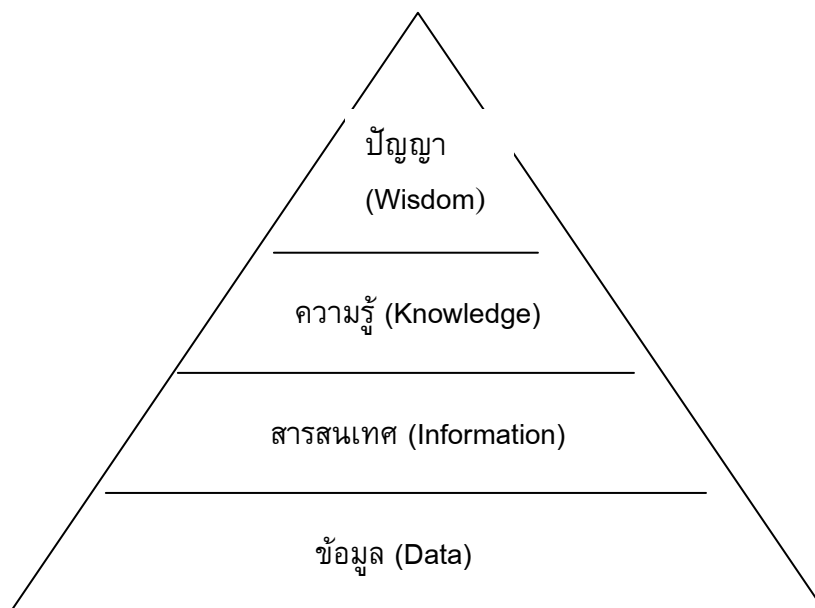 ปัญญา
(Wisdom)
ความรู้ (Knowledge)
สารสนเทศ (Information)
ข้อมูล (Data)